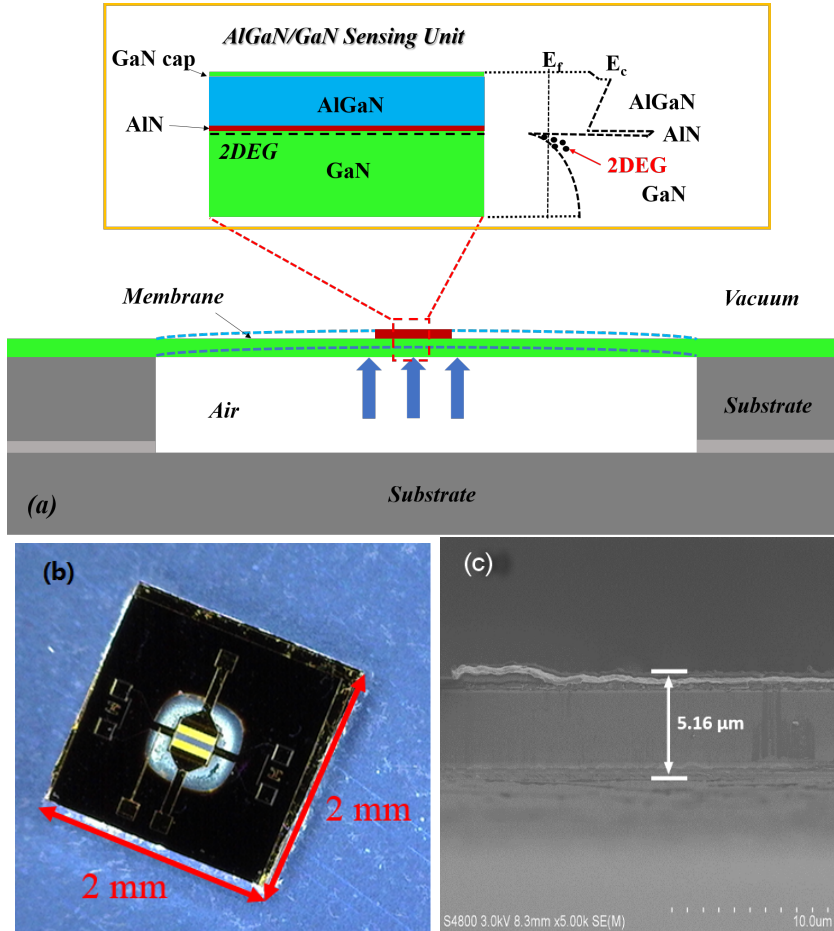 AlGaN/GaN Sensing Unit
GaN cap
AlGaN
AlN
2DEG
GaN
Ef
Ec
AlGaN
AlN
2DEG
GaN
Membrane
Vacuum
Air
Substrate
Substrate
(a)
(b)
2 mm
2 mm
(c)
5.16 μm
S4800 3.0kV 8.3mm x5.00k SE(M)
10.0um